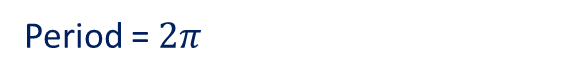 Period = 2π